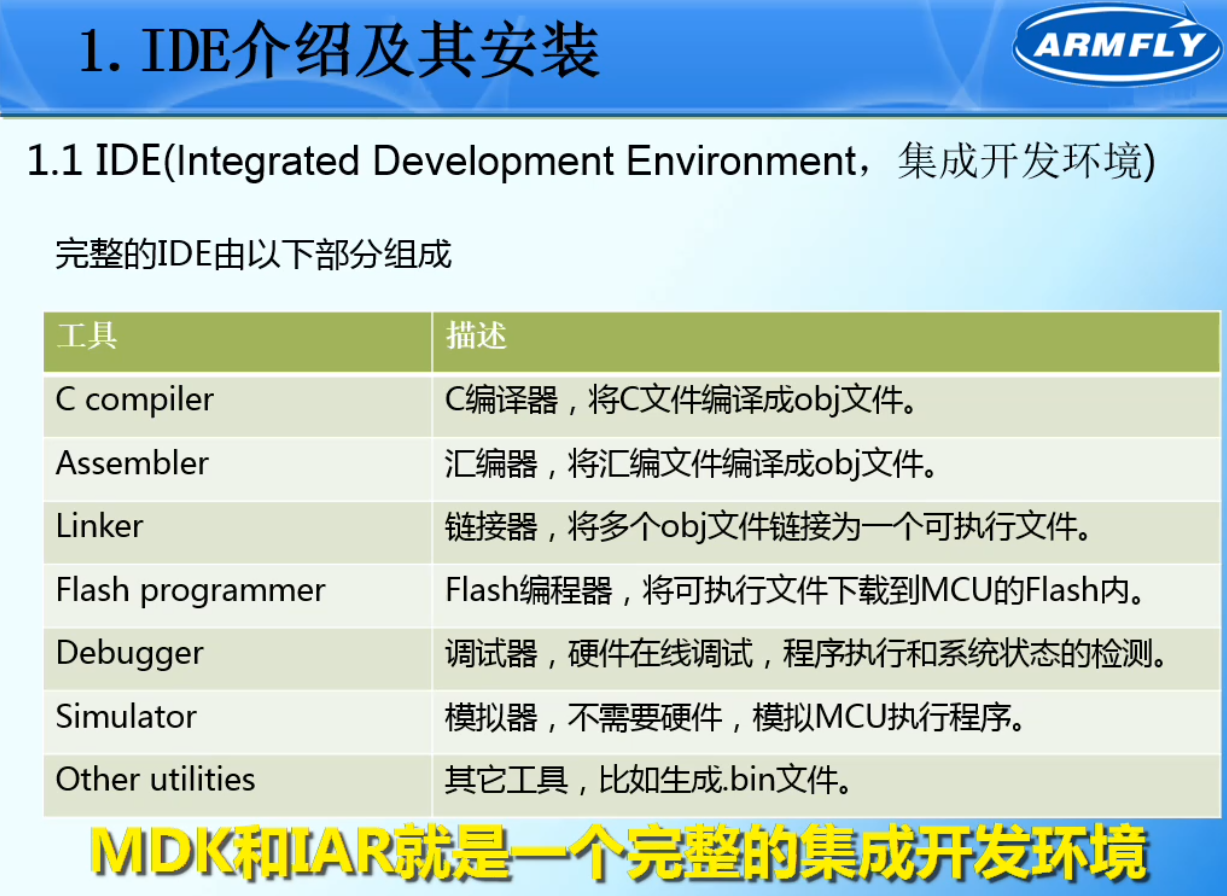 1.IDE介绍及其安装
ARMFLY
1.1 IDE(Integrated Development Environment，集成开发环境)
完整的IDE由以下部分组成
工具 描述
C compiler C编译器，将C文件编译成obj文件。
Assembler 汇编器，将汇编文件编译成obj文件。
Linker 链接器，将多个obj文件链接为一个可执行文件。
Flash programmer Flash编程器，将可执行文件下载到MCU的Flash内。
Debugger 调试器，硬件在线调试，程序执行和系统状态的检测。
Simulator 模拟器，不需要硬件，模拟MCU执行程序。
Other utilities 其它工具，比如生成.bin文件。
MDK和IAR就是一个完整的集成开发环境